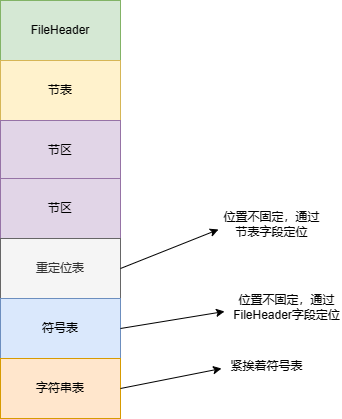 FileHeader
节表
节区
节区
位置不固定，通过
节表字段定位
重定位表
位置不固定，通过
FileHeader字段定位
符号表
紧挨着符号表
字符串表